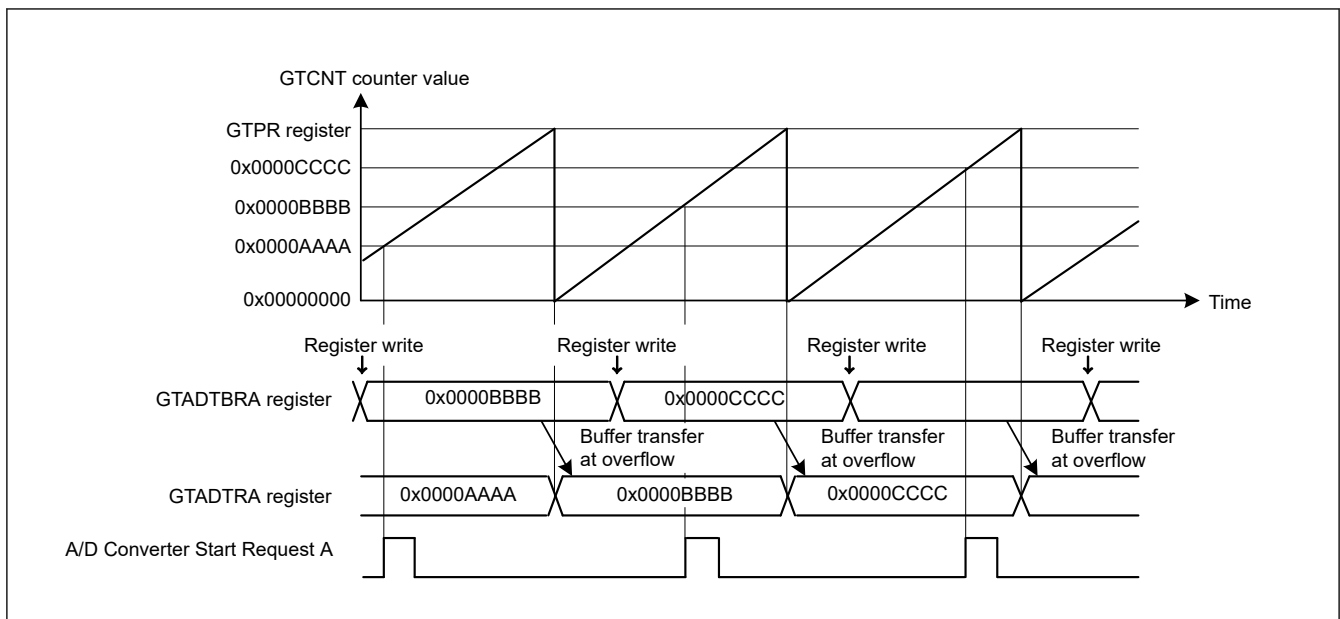 GTCNT counter value
GTPR register
0x0000CCCC
0x0000BBBB
0x0000AAAA
0x00000000
Time
Register write
Register write
Register write
Register write
GTADTBRA register
0x0000BBBB
0x0000CCCC
Buffer transfer
at overflow
Buffer transfer
at overflow
Buffer transfer
at overflow
GTADTRA register
0x0000AAAA
0x0000BBBB
0x0000CCCC
A/D Converter Start Request A